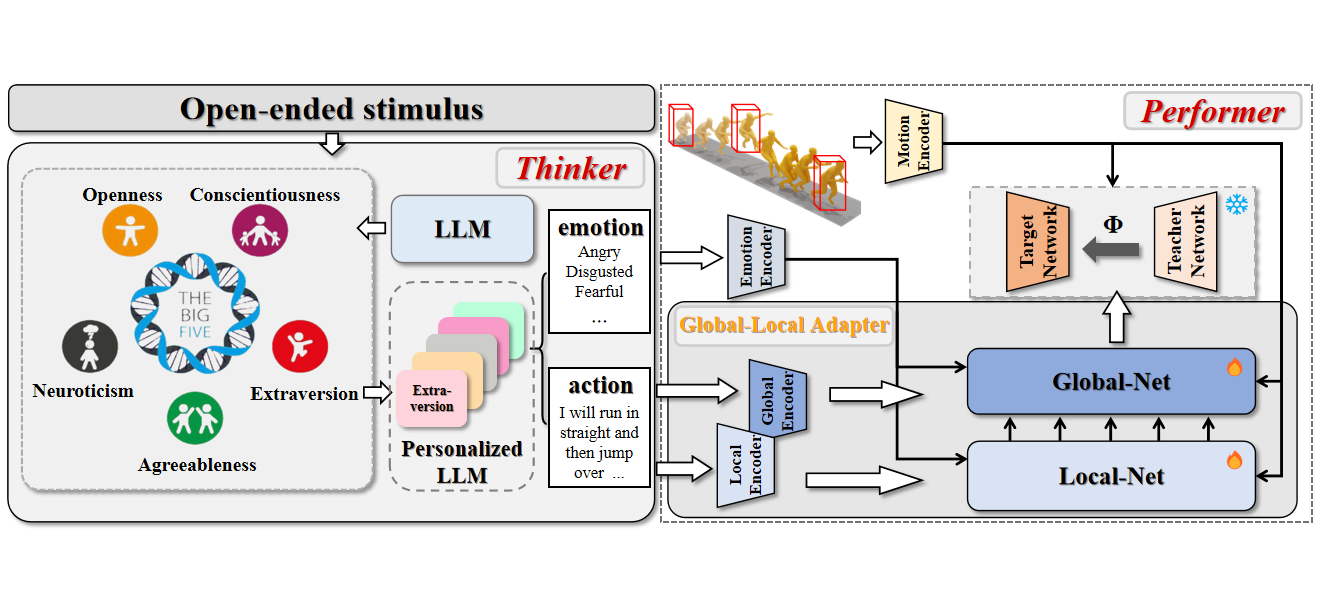 Open-ended stimulus
Thinker
Openness
Conscientiousness
THE
BIG
FIVE
Neuroticism
Extraversion
Agreeableness
LLM
Extra-
version
Personalized
LLM
emotion
Angry
Disgusted
Fearful
...
action
I will run in
straight and
then jump
over ...
Performer
Motion
Encoder
Emotion
Encoder
Target
Network
Φ
Teacher
Network
Global-Local Adapter
Global
Encoder
Local
Encoder
Global-Net
Local-Net